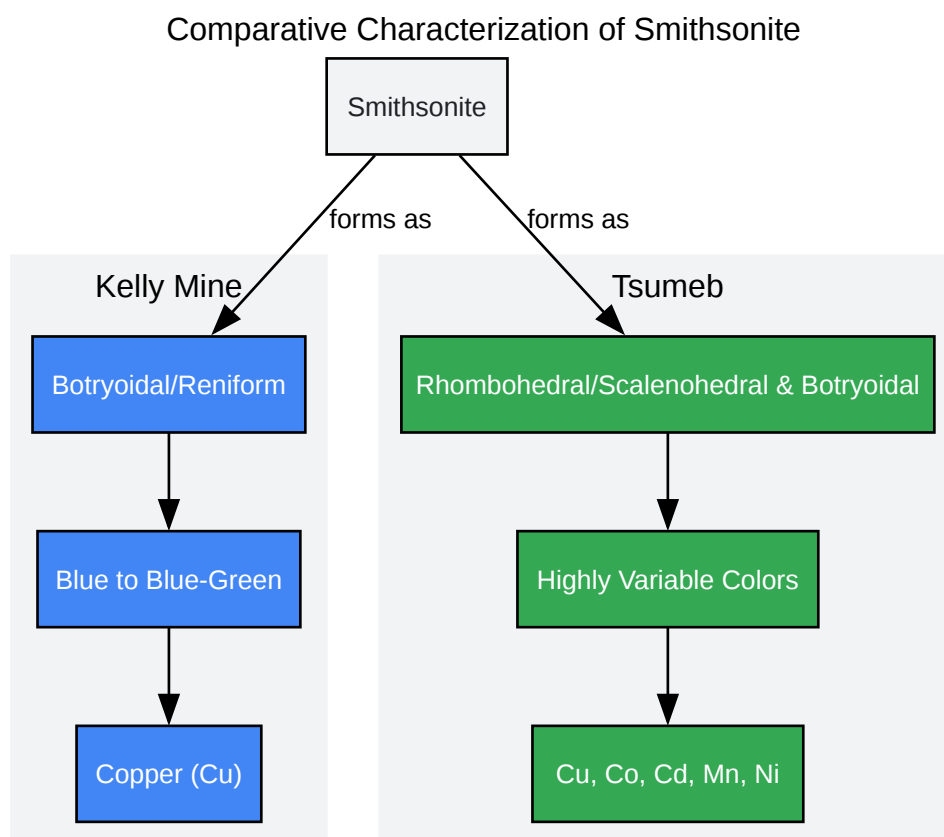 Comparative Characterization of Smithsonite
Smithsonite
forms as
forms as
Kelly Mine
Tsumeb
Botryoidal/Reniform
Rhombohedral/Scalenohedral & Botryoidal
Blue to Blue-Green
Highly Variable Colors
Copper (Cu)
Cu, Co, Cd, Mn, Ni